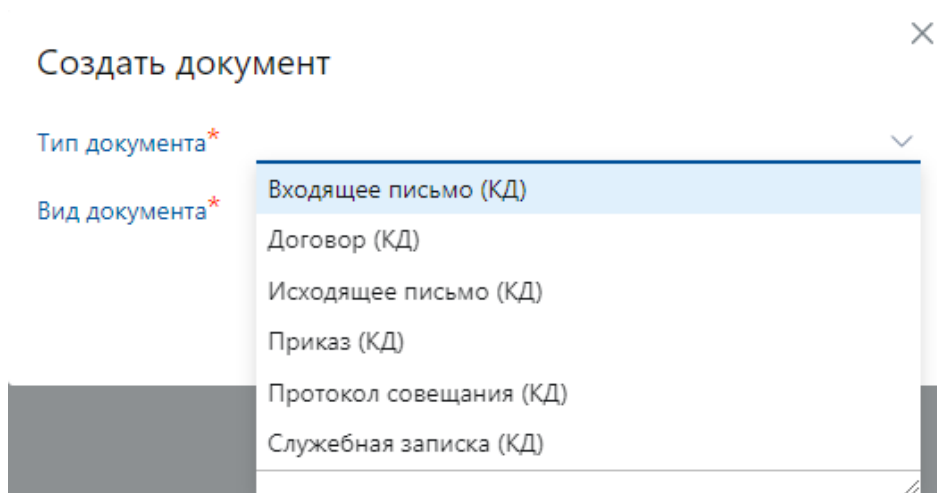 Создать документ
Тип документа*
Входящее письмо (КД)
Вид документа*
Договор (КД)
Исходящее письмо (КД)
Приказ (КД)
Протокол совещания (КД)
Служебная записка (КД)